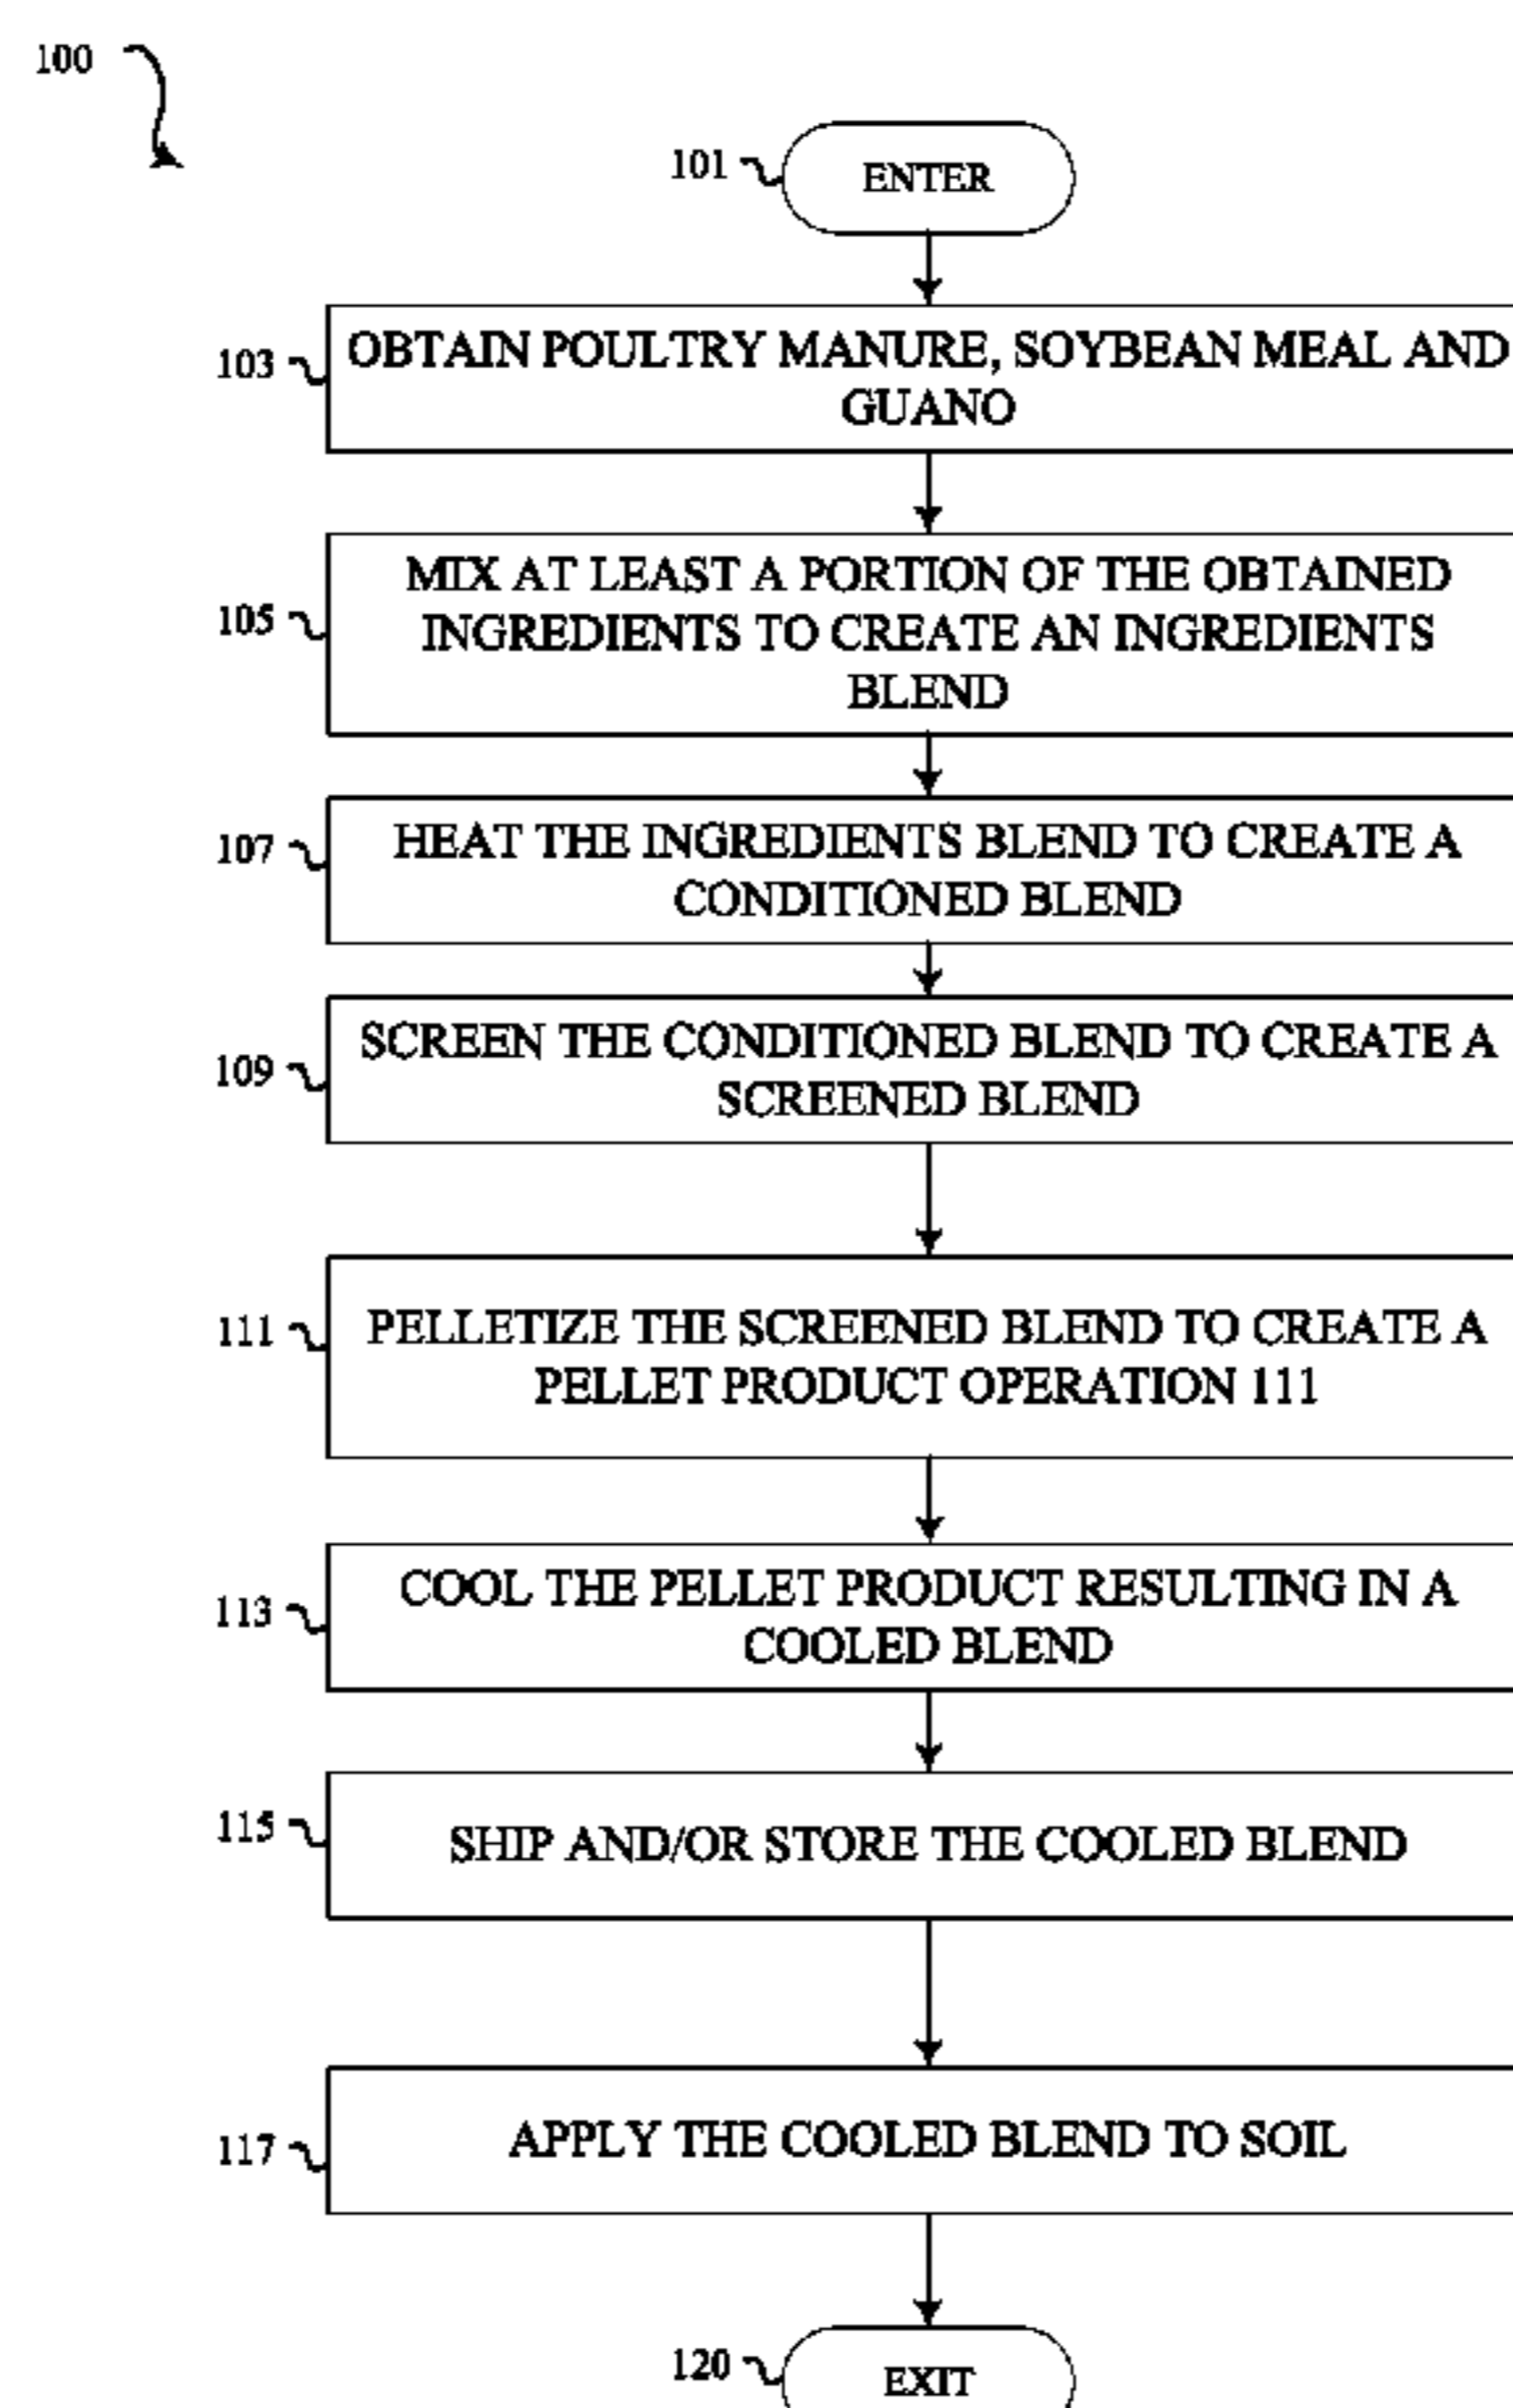 100
101 ENTER
103 OBTAIN POULTRY MANURE, SOYBEAN MEAL AND
GUANO
105 MIX AT LEAST A PORTION OF THE OBTAINED
INGREDIENTS TO CREATE AN INGREDIENTS
BLEND
107 HEAT THE INGREDIENTS BLEND TO CREATE A
CONDITIONED BLEND
109 SCREEN THE CONDITIONED BLEND TO CREATE A
SCREENED BLEND
111 PELLETIZE THE SCREENED BLEND TO CREATE A
PELLET PRODUCT OPERATION 111
113 COOL THE PELLET PRODUCT RESULTING IN A
COOLED BLEND
115 SHIP AND/OR STORE THE COOLED BLEND
117 APPLY THE COOLED BLEND TO SOIL
120 EXIT